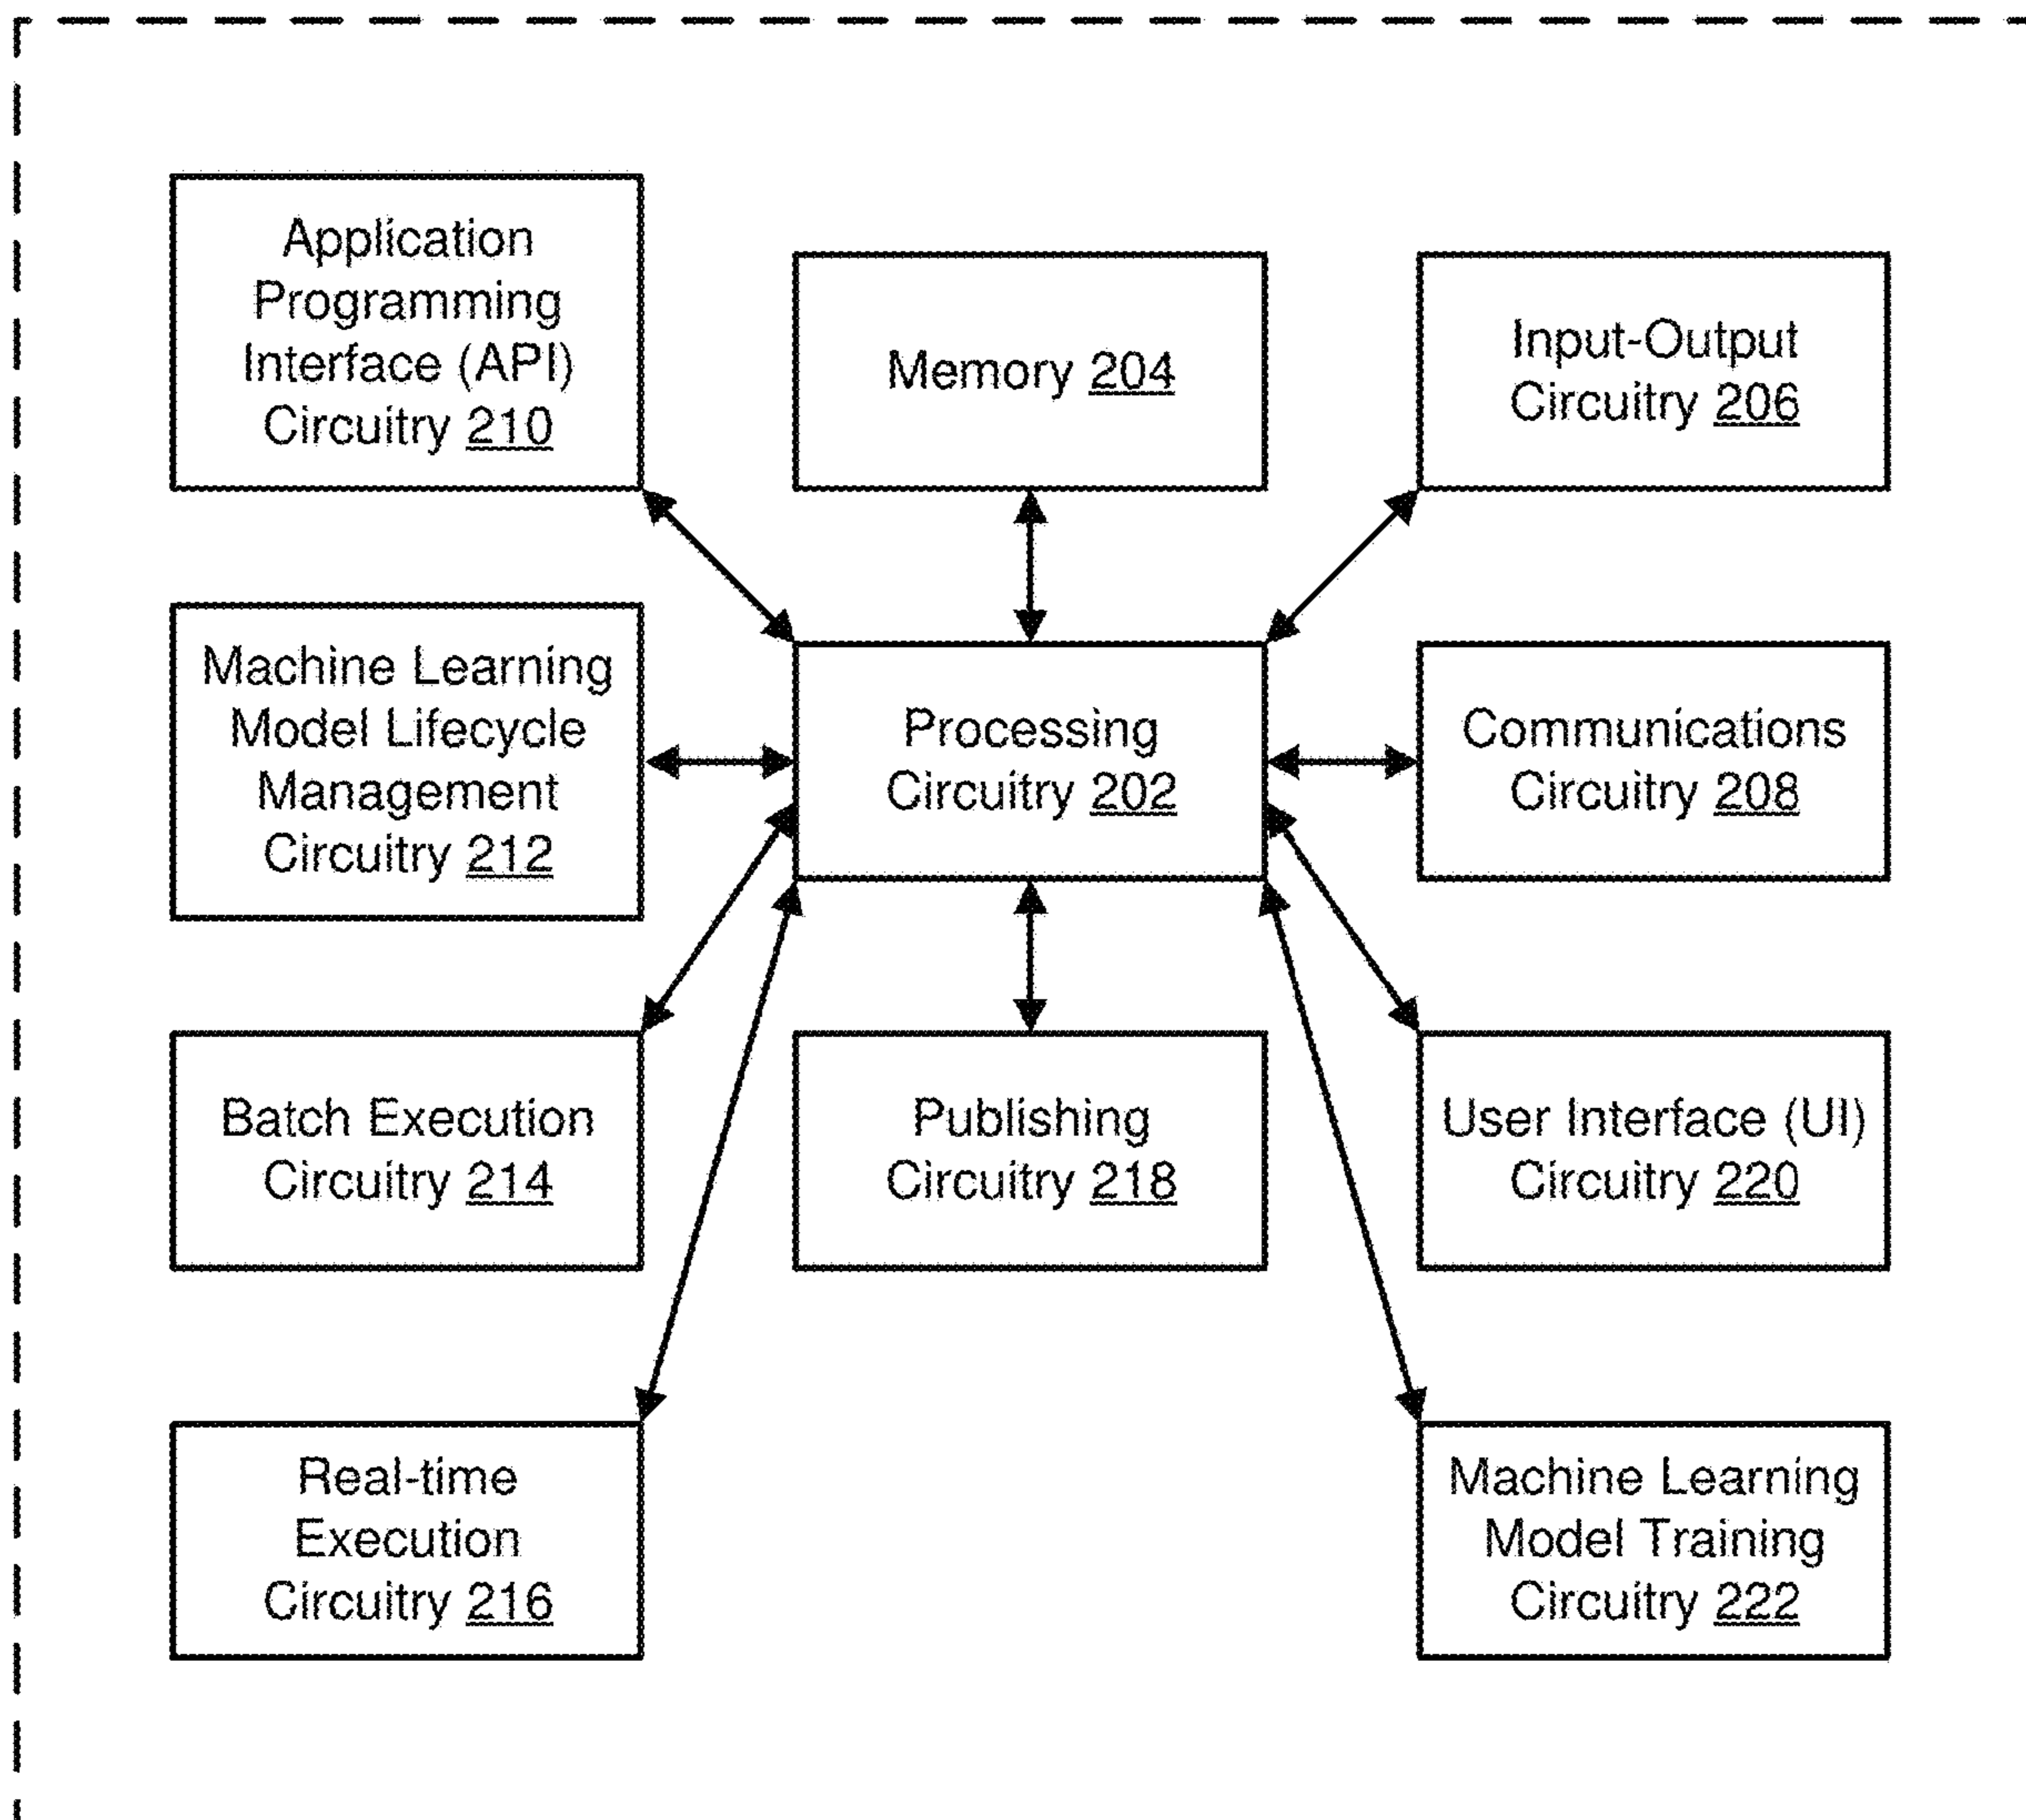 Application
Programming
Interface (API)
Circuitry 210
Memory 204
Input-Output
Circuitry 206
Machine Learning
Model Lifecycle
Management
Circuitry 212
Processing
Circuitry 202
Communications
Circuitry 208
Batch Execution
Circuitry 214
Publishing
Circuitry 218
User Interface (UI)
Circuitry 220
Real-time
Execution
Circuitry 216
Machine Learning
Model Training
Circuitry 222